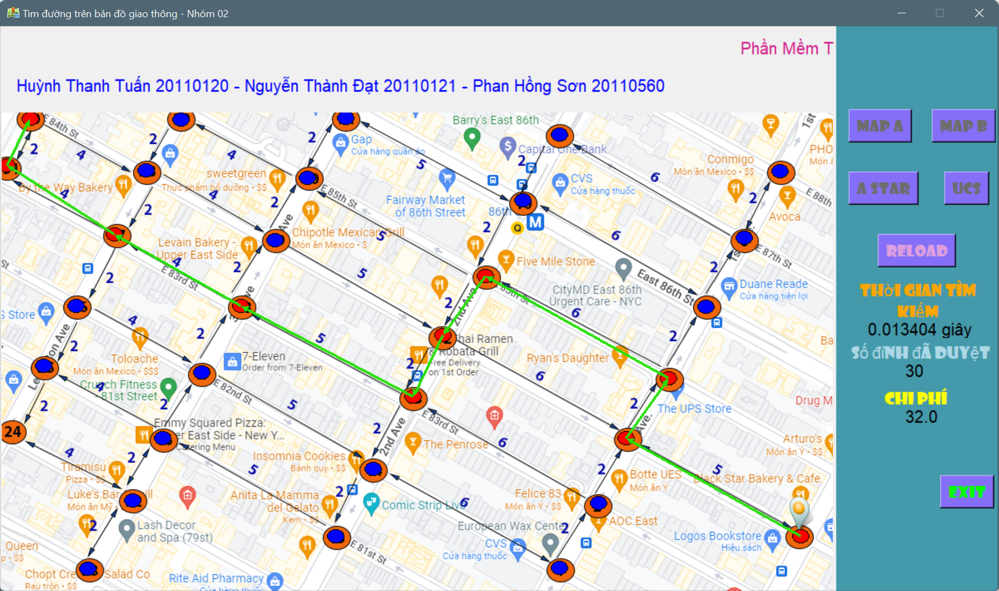 Tìm đường trên bản đồ giao thông - Nhóm 02
Phần Mềm T
Huỳnh Thanh Tuấn 20110120 - Nguyễn Thành Đạt 20110121 - Phan Hồng Sơn 20110560
MAP A
MAP B
A STAR
UCS
RELOAD
THỜI GIAN TÌM
KIẾM
0.013404 giây
SỐ ĐỈNH ĐÃ DUYỆT
30
CHI PHÍ
32.0
EXIT
E 84th St
Barry's East 86th
Gap
Cửa hàng quần áo
Capital One Bank
Conmigo
Món ăn Mexico • $$
PHO
Món ă
1st
sweetgreen
Thực phẩm bổ dưỡng • $$
By the Way Bakery
CVS
Cửa hàng thuốc
Fairway Market
of 86th Street
86th
M
Q
E 85th St
E 88th
Avoca
Chipotle Mexican Grill
Món ăn Mexico • $
Levain Bakery -
Upper East Side
Five Mile Stone
E 87th St
E 83rd St
CityMD East 86th
Urgent Care - NYC
East 86th St
Duane Reade
Cửa hàng tiện lợi
S Store
Toloache
Món ăn Mexico • $$$
7-Eleven
Order from 7-Eleven
Thai Ramen
& Robata Grill
Free Delivery
on 1st Order
Ryan's Daughter
Crunch Fitness
- 81st Street
E 82nd St
2nd Ave
The UPS Store
Drug M
24
Emmy Squared Pizza:
er East Side - New Y...
Catering Menu
E 83rd St
The Penrose
Arturo's
Món ăn Ý • $$
Tiramisu
Pizza • $$
Insomnia Cookies
Bánh quy • $$
2nd Ave
Botte UES
Món ăn Ý
Black Star Bakery & Cafe
Luke's Bar
Món ăn Mỹ •
Anita La Mamma
del Gelato
Kem • $$
Comic Strip Live
Felice 83
Món ăn Ý • $$
AOC East
Lash Decor
and Spa (79st)
European Wax Center
CVS
Cửa hàng thuốc
Logos Bookstore
Hiệu sách
Queen
p • $$
E 81st St
Chopt Cre
Salad Co
Rau trộn • $$
Rite Aid Pharmacy
Cửa hàng thuốc